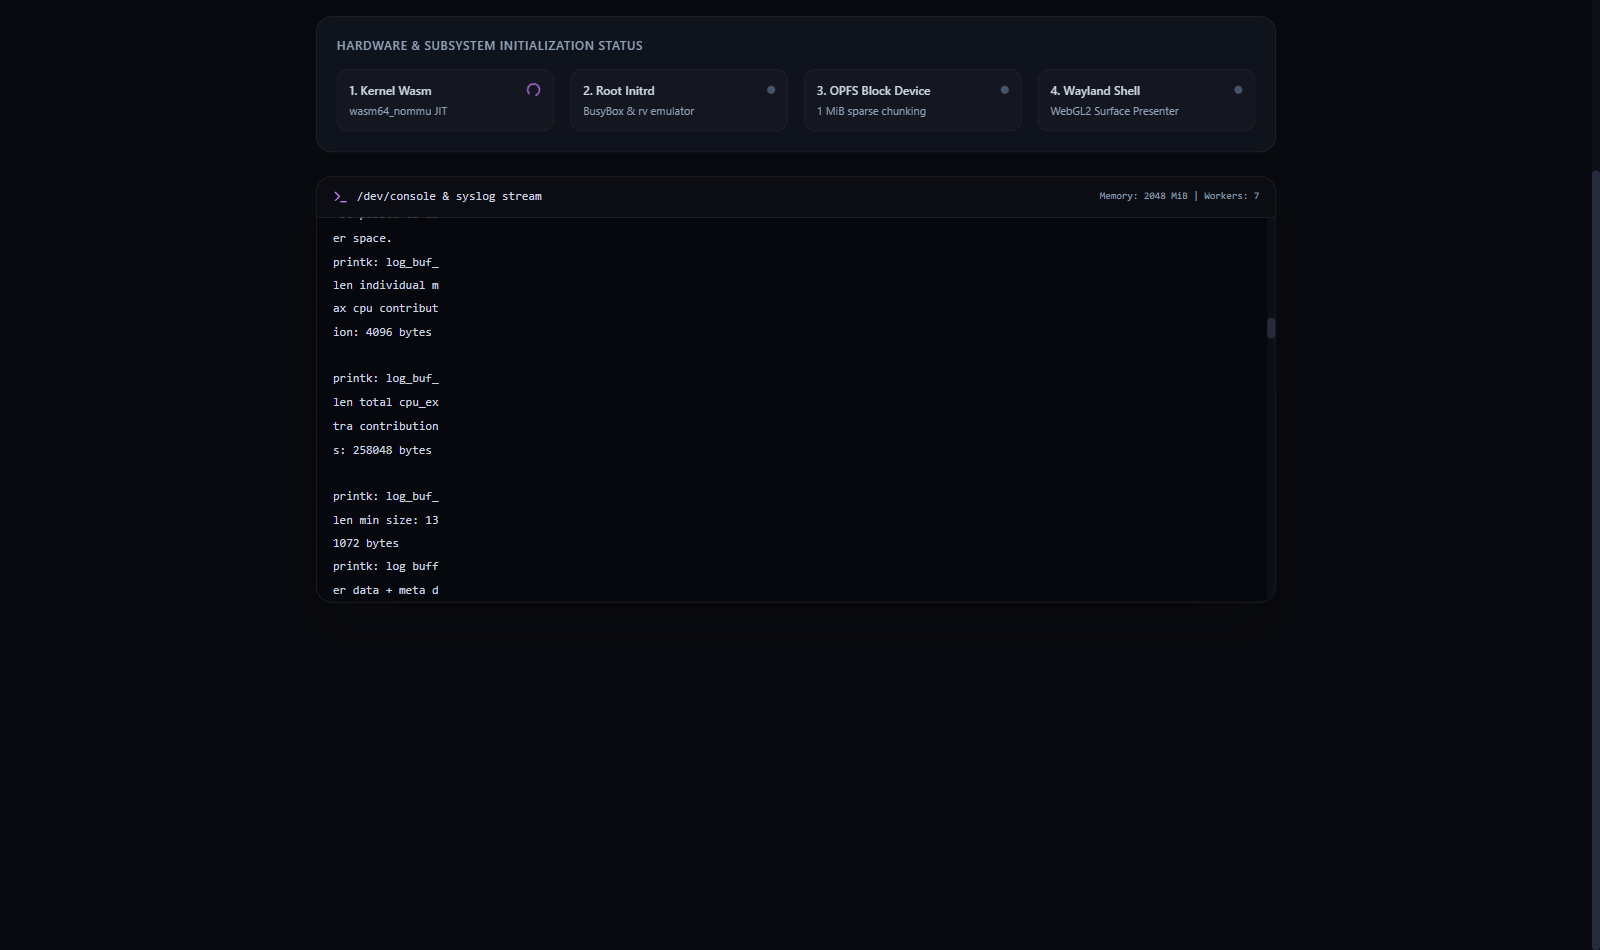 HARDWARE & SUBSYSTEM INITIALIZATION STATUS
1. Kernel Wasm
wasm64_nommu JIT
2. Root Initrd
BusyBox & rv emulator
3. OPFS Block Device
1 MiB sparse chunking
4. Wayland Shell
WebGL2 Surface Presenter
>_ /dev/console & syslog stream
Memory: 2048 MiB | Workers: 7
er space.
printk: log_buf_
len individual m
ax cpu contribut
ion: 4096 bytes
printk: log_buf_
len total cpu_ex
tra contribution
s: 258048 bytes
printk: log_buf_
len min size: 13
1072 bytes
printk: log buff
er data + meta d